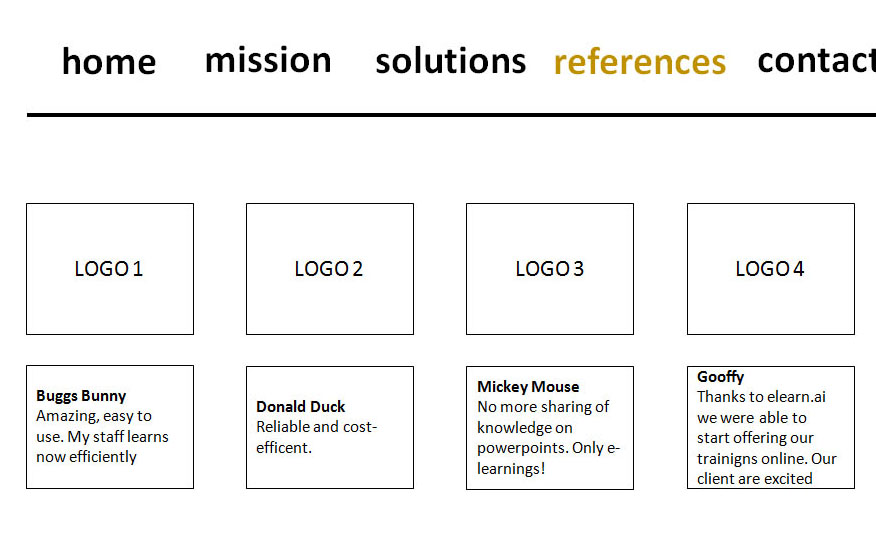 home mission solutions references contact
LOGO 1
LOGO 2
LOGO 3
LOGO 4
Buggs Bunny
Amazing, easy to
use. My staff learns
now efficiently
Donald Duck
Reliable and cost-
efficent.
Mickey Mouse
No more sharing of
knowledge on
powerpoints. Only e-
learnings!
Gooffy
Thanks to elearn.ai
we were able to
start offering our
trainigns online. Our
client are excited